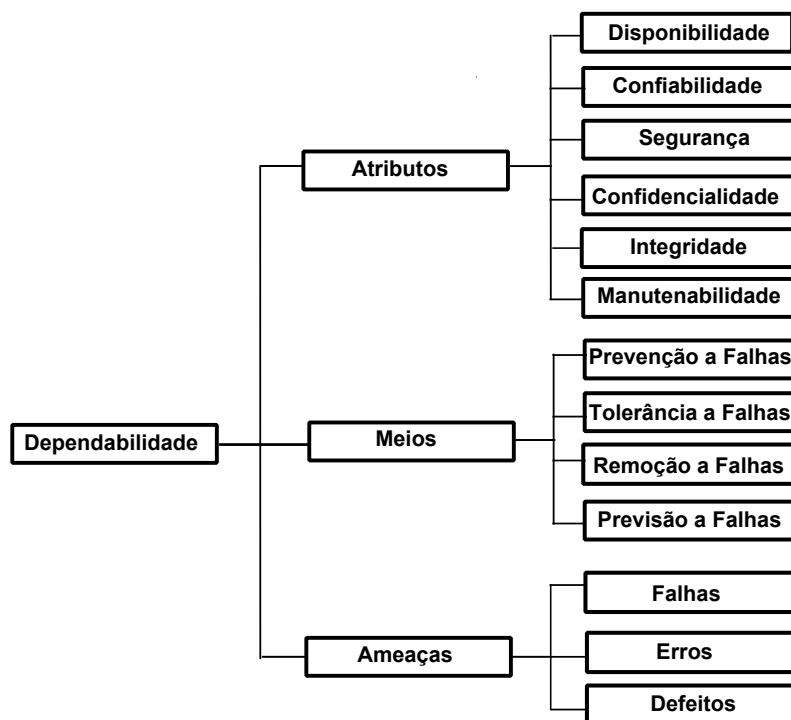 Disponibilidade
Confiabilidade
Segurança
Atributos
Confidencialidade
Integridade
Manutenabilidade
Prevenção a Falhas
Tolerância a Falhas
Dependabilidade
Meios
Remoção a Falhas
Previsão a Falhas
Falhas
Ameaças
Erros
Defeitos